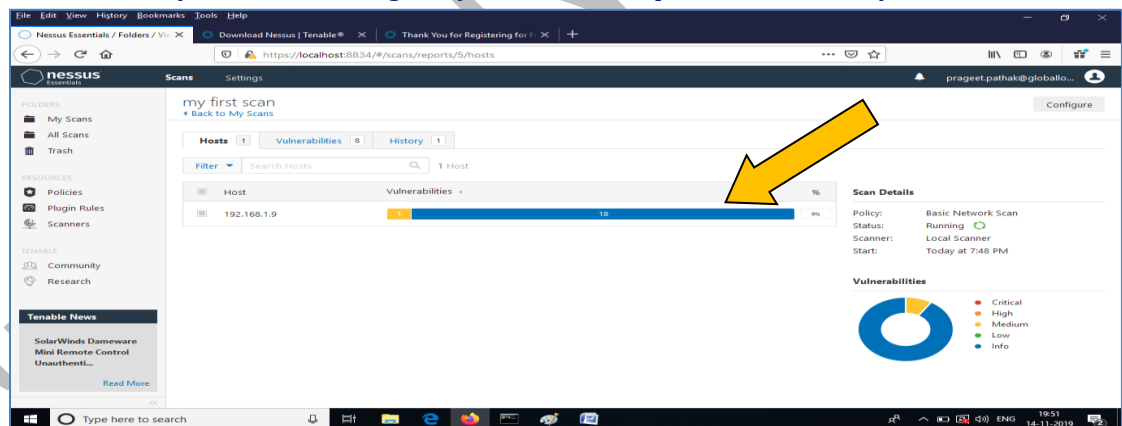 File Edit View History Bookmarks Tools Help
Nessus Essentials / Folders / Vie
Download Nessus | Tenable®
Thank You for Registering for N
https://localhost:8834/#/scans/reports/5/hosts
nessus
Essentials
Scans
Settings
prageet.pathak@globallo...
FOLDERS
My Scans
All Scans
Trash
RESOURCES
Policies
Plugin Rules
Scanners
TENABLE
Community
Research
Tenable News
SolarWinds Dameware
Mini Remote Control
Unauthenti...
Read More
my first scan
Back to My Scans
Configure
Hosts 1
Vulnerabilities 8
History 1
Filter
Search Hosts
1 Host
Host
Vulnerabilities
%
192.168.1.9
1
18
Scan Details
Policy: Basic Network Scan
Status: Running
Scanner: Local Scanner
Start: Today at 7:48 PM
Vulnerabilities
Critical
High
Medium
Low
Info
Type here to search
ENG
19:51
14-11-2019